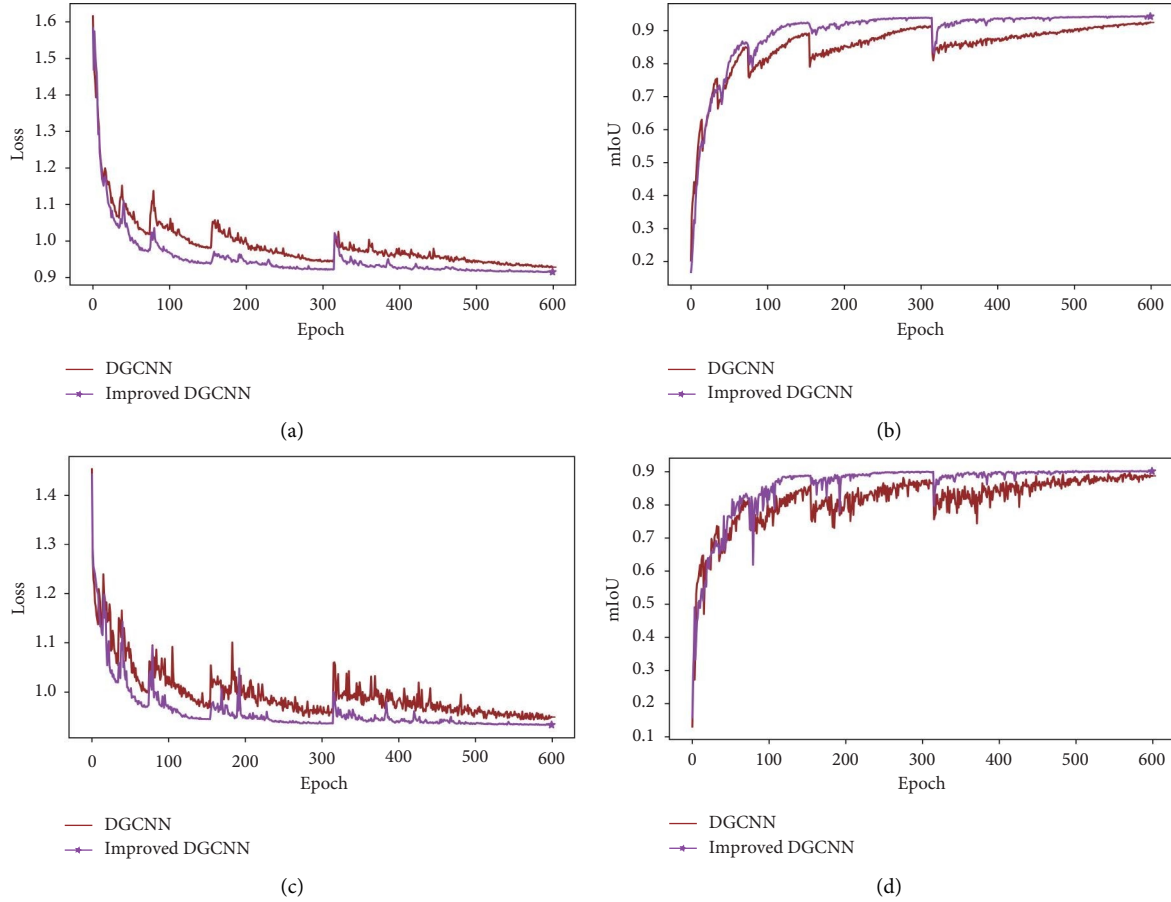 1.6
1.5
1.4
1.3
1.2
1.1
1.0
0.9
Loss
0 100 200 300 400 500 600
Epoch
DGCNN
Improved DGCNN
(a)
0.9
0.8
0.7
0.6
0.5
0.4
0.3
0.2
mIoU
0 100 200 300 400 500 600
Epoch
DGCNN
Improved DGCNN
(b)
1.4
1.3
1.2
1.1
1.0
Loss
0 100 200 300 400 500 600
Epoch
DGCNN
Improved DGCNN
(c)
0.9
0.8
0.7
0.6
0.5
0.4
0.3
0.2
0.1
mIoU
0 100 200 300 400 500 600
Epoch
DGCNN
Improved DGCNN
(d)